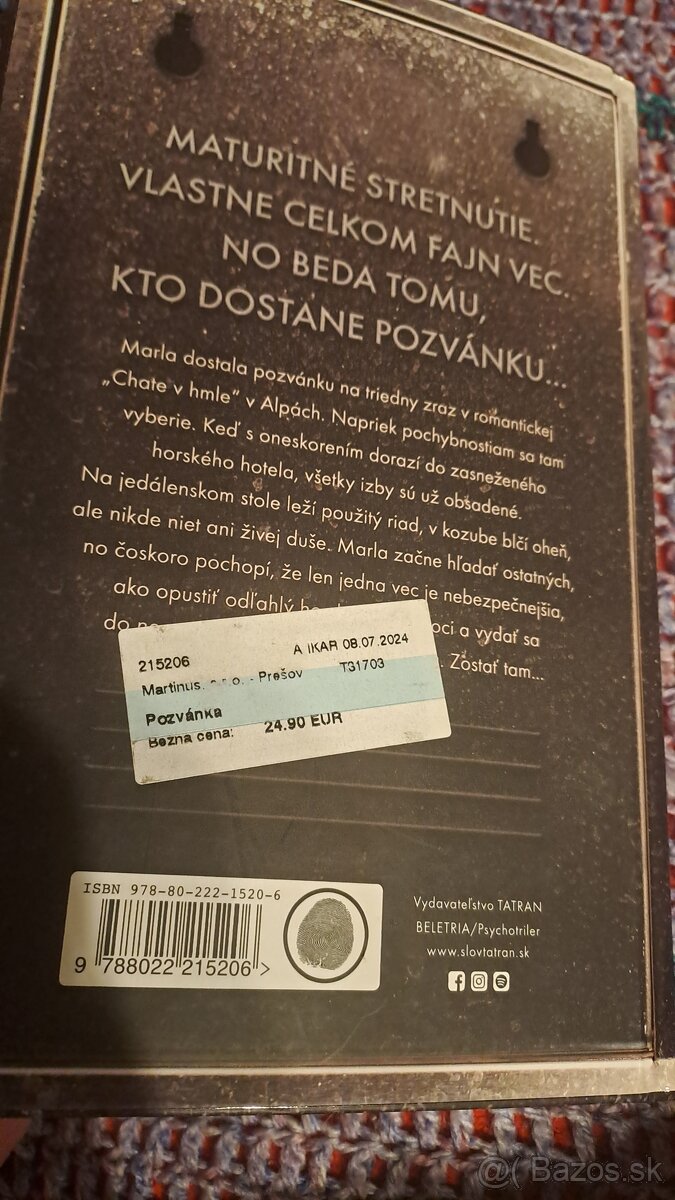 MATURITNÉ STRETNUTIE.
VLASTNE CELKOM FAJN VEC.
NO BEDA TOMU,
KTO DOSTANE POZVÁNKU...
Marla dostala pozvánku na triedny zraz v romantickej
„Chate v hmle“ v Alpách. Napriek pochybnostiam sa tam
vyberie. Keď s oneskorením dorazí do zasneženého
horského hotela, všetky izby sú už obsadené.
Na jedálenskom stole leží použitý riad, v kozube blčí oheň,
ale nikde niet ani živej duše. Marla začne hľadať ostatných,
no čoskoro pochopí, že len jedna vec je nebezpečnejšia,
ako opustiť odľahlý a vydať sa
do
Zostať tam...
215206 A IKAR 08.07.2024
Martinus, s.r.o. - Prešov T31703
Pozvánka
Bežná cena: 24.90 EUR
ISBN 978-80-222-1520-6
9 788022 215206 >
Vydavateľstvo TATRAN
BELETRIA/Psychotriler
www.slovtatran.sk
@( Bazos.sk